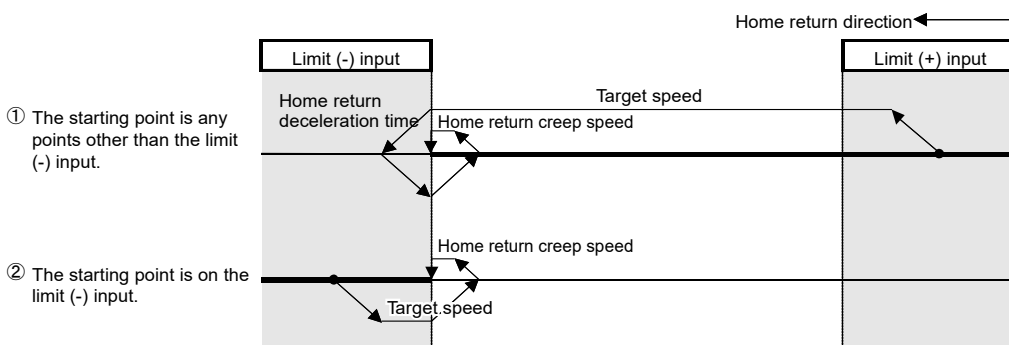 Home return direction
Limit (-) input
Limit (+) input
① The starting point is any
points other than the limit
(-) input.
Home return
deceleration time
Target speed
Home return creep speed
② The starting point is on the
limit (-) input.
Home return creep speed
Target speed